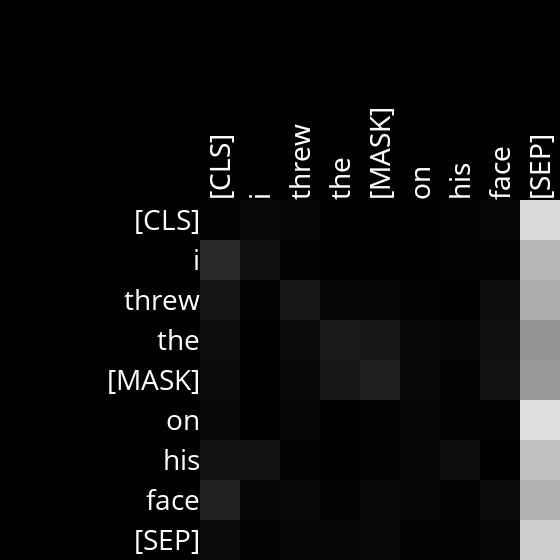 [CLS] i threw the [MASK] on his face [SEP]
[CLS]
i
threw
the
[MASK]
on
his
face
[SEP]